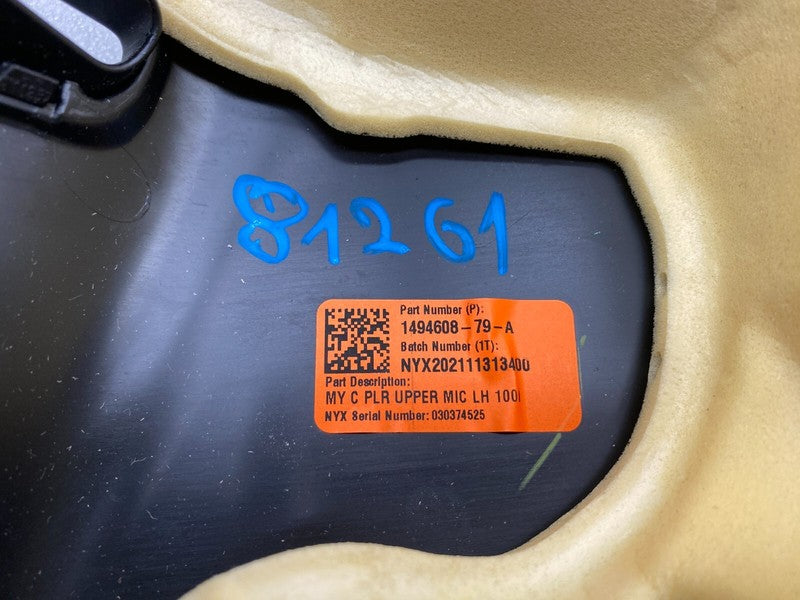 81261
Part Number (P):
1494608-79-A
Batch Number (1T):
NYX202111313400
Part Description:
MY C PLR UPPER MIC LH 100
NYX Serial Number: 030374525